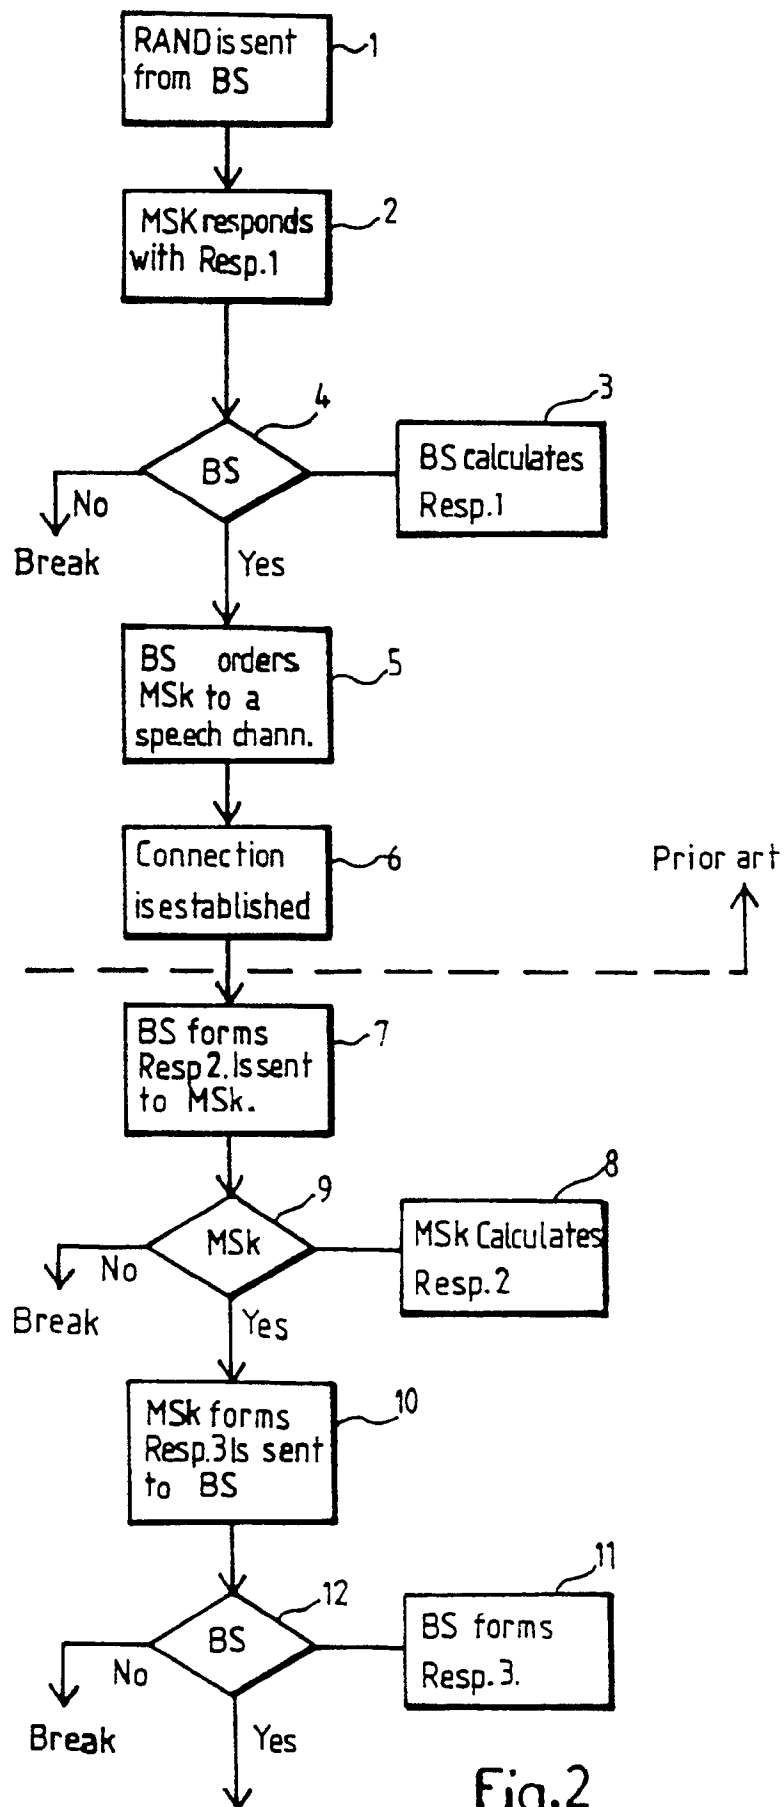 RAND is sent
from BS
1
MSK responds
with Resp.1
2
4
3
BS
BS calculates
Resp.1
No
Break
Yes
BS orders
MSk to a
speech chann.
5
Connection
is established
6
Prior art
BS forms
Resp2. Is sent
to MSk.
7
9
8
MSk
MSk Calculates
Resp.2
No
Break
Yes
MSk forms
Resp.3 Is sent
to BS
10
12
11
BS
BS forms
Resp.3.
No
Break
Yes
Fig.2